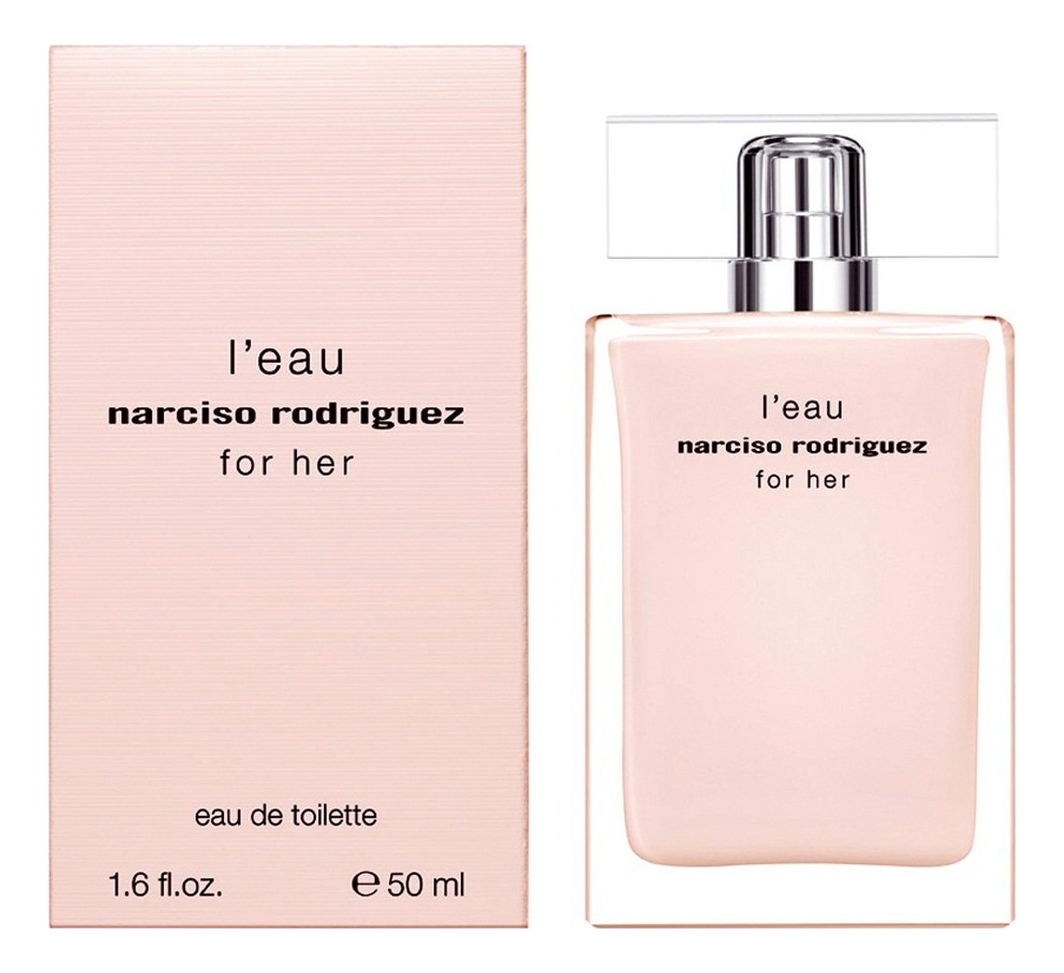 l'eau
narciso rodriguez
for her
eau de toilette
1.6 fl.oz. ℮ 50 ml
l'eau
narciso rodriguez
for her